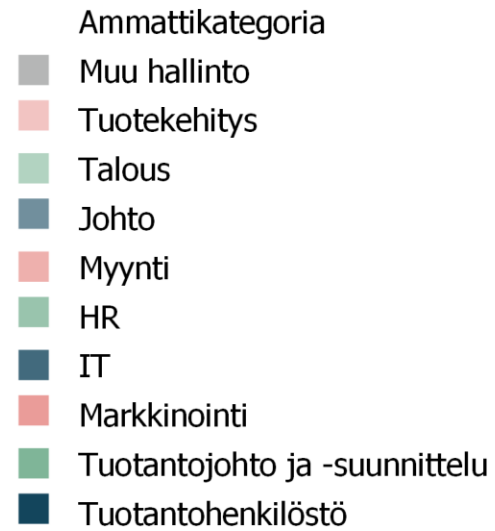 Ammattikategoria
Muu hallinto
Tuotekehitys
Talous
Johto
Myynti
HR
IT
Markkinointi
Tuotantojohto ja -suunnittelu
Tuotantohenkilöstö